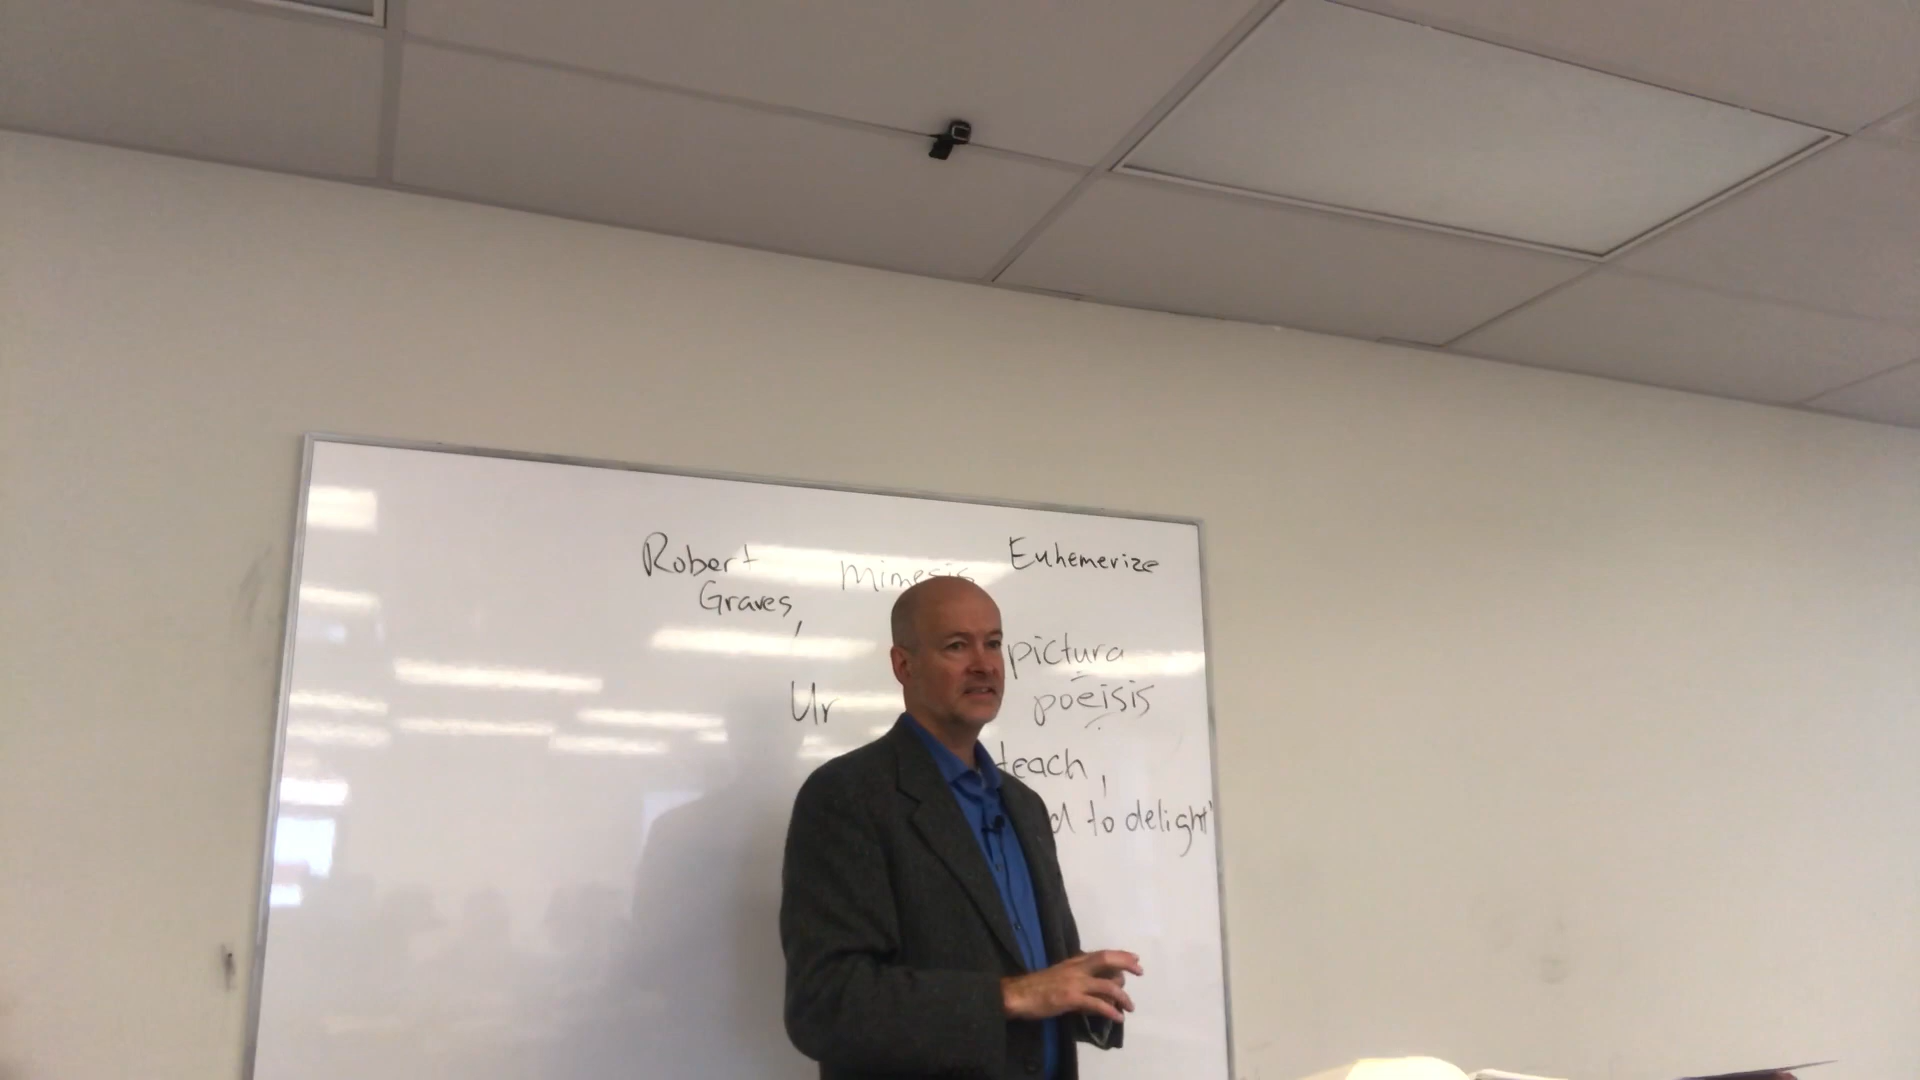 Robert
Graves,
mimesis
Euhemerize
pictura
poeisis
Ur
teach,
d to delight"